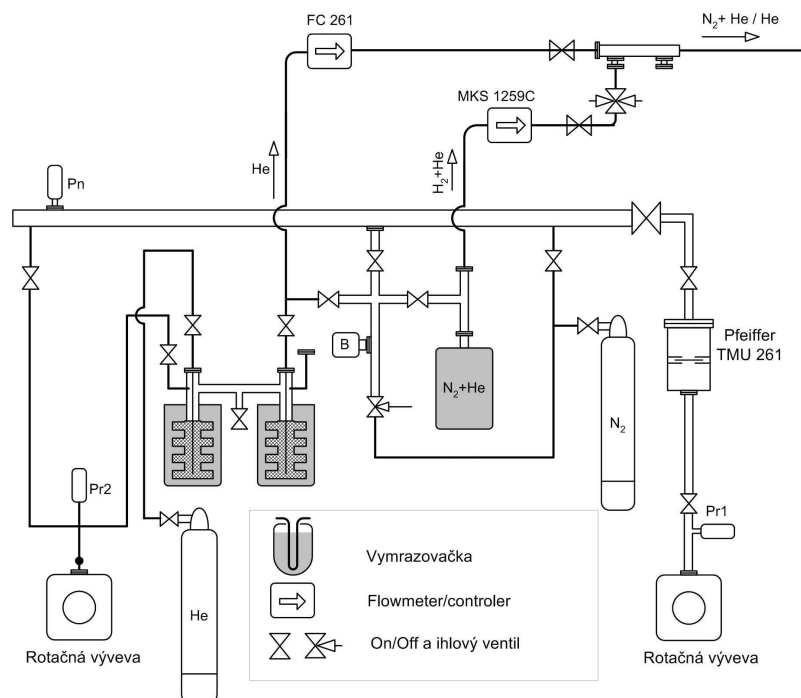 FC 261
N₂+ He / He
MKS 1259C
He
H₂+He
Pn
B
N₂+He
Pfeiffer
TMU 261
N₂
Pr2
Pr1
He
Vymrazovačka
Flowmeter/controler
On/Off a ihlový ventil
Rotačná výveva
Rotačná výveva